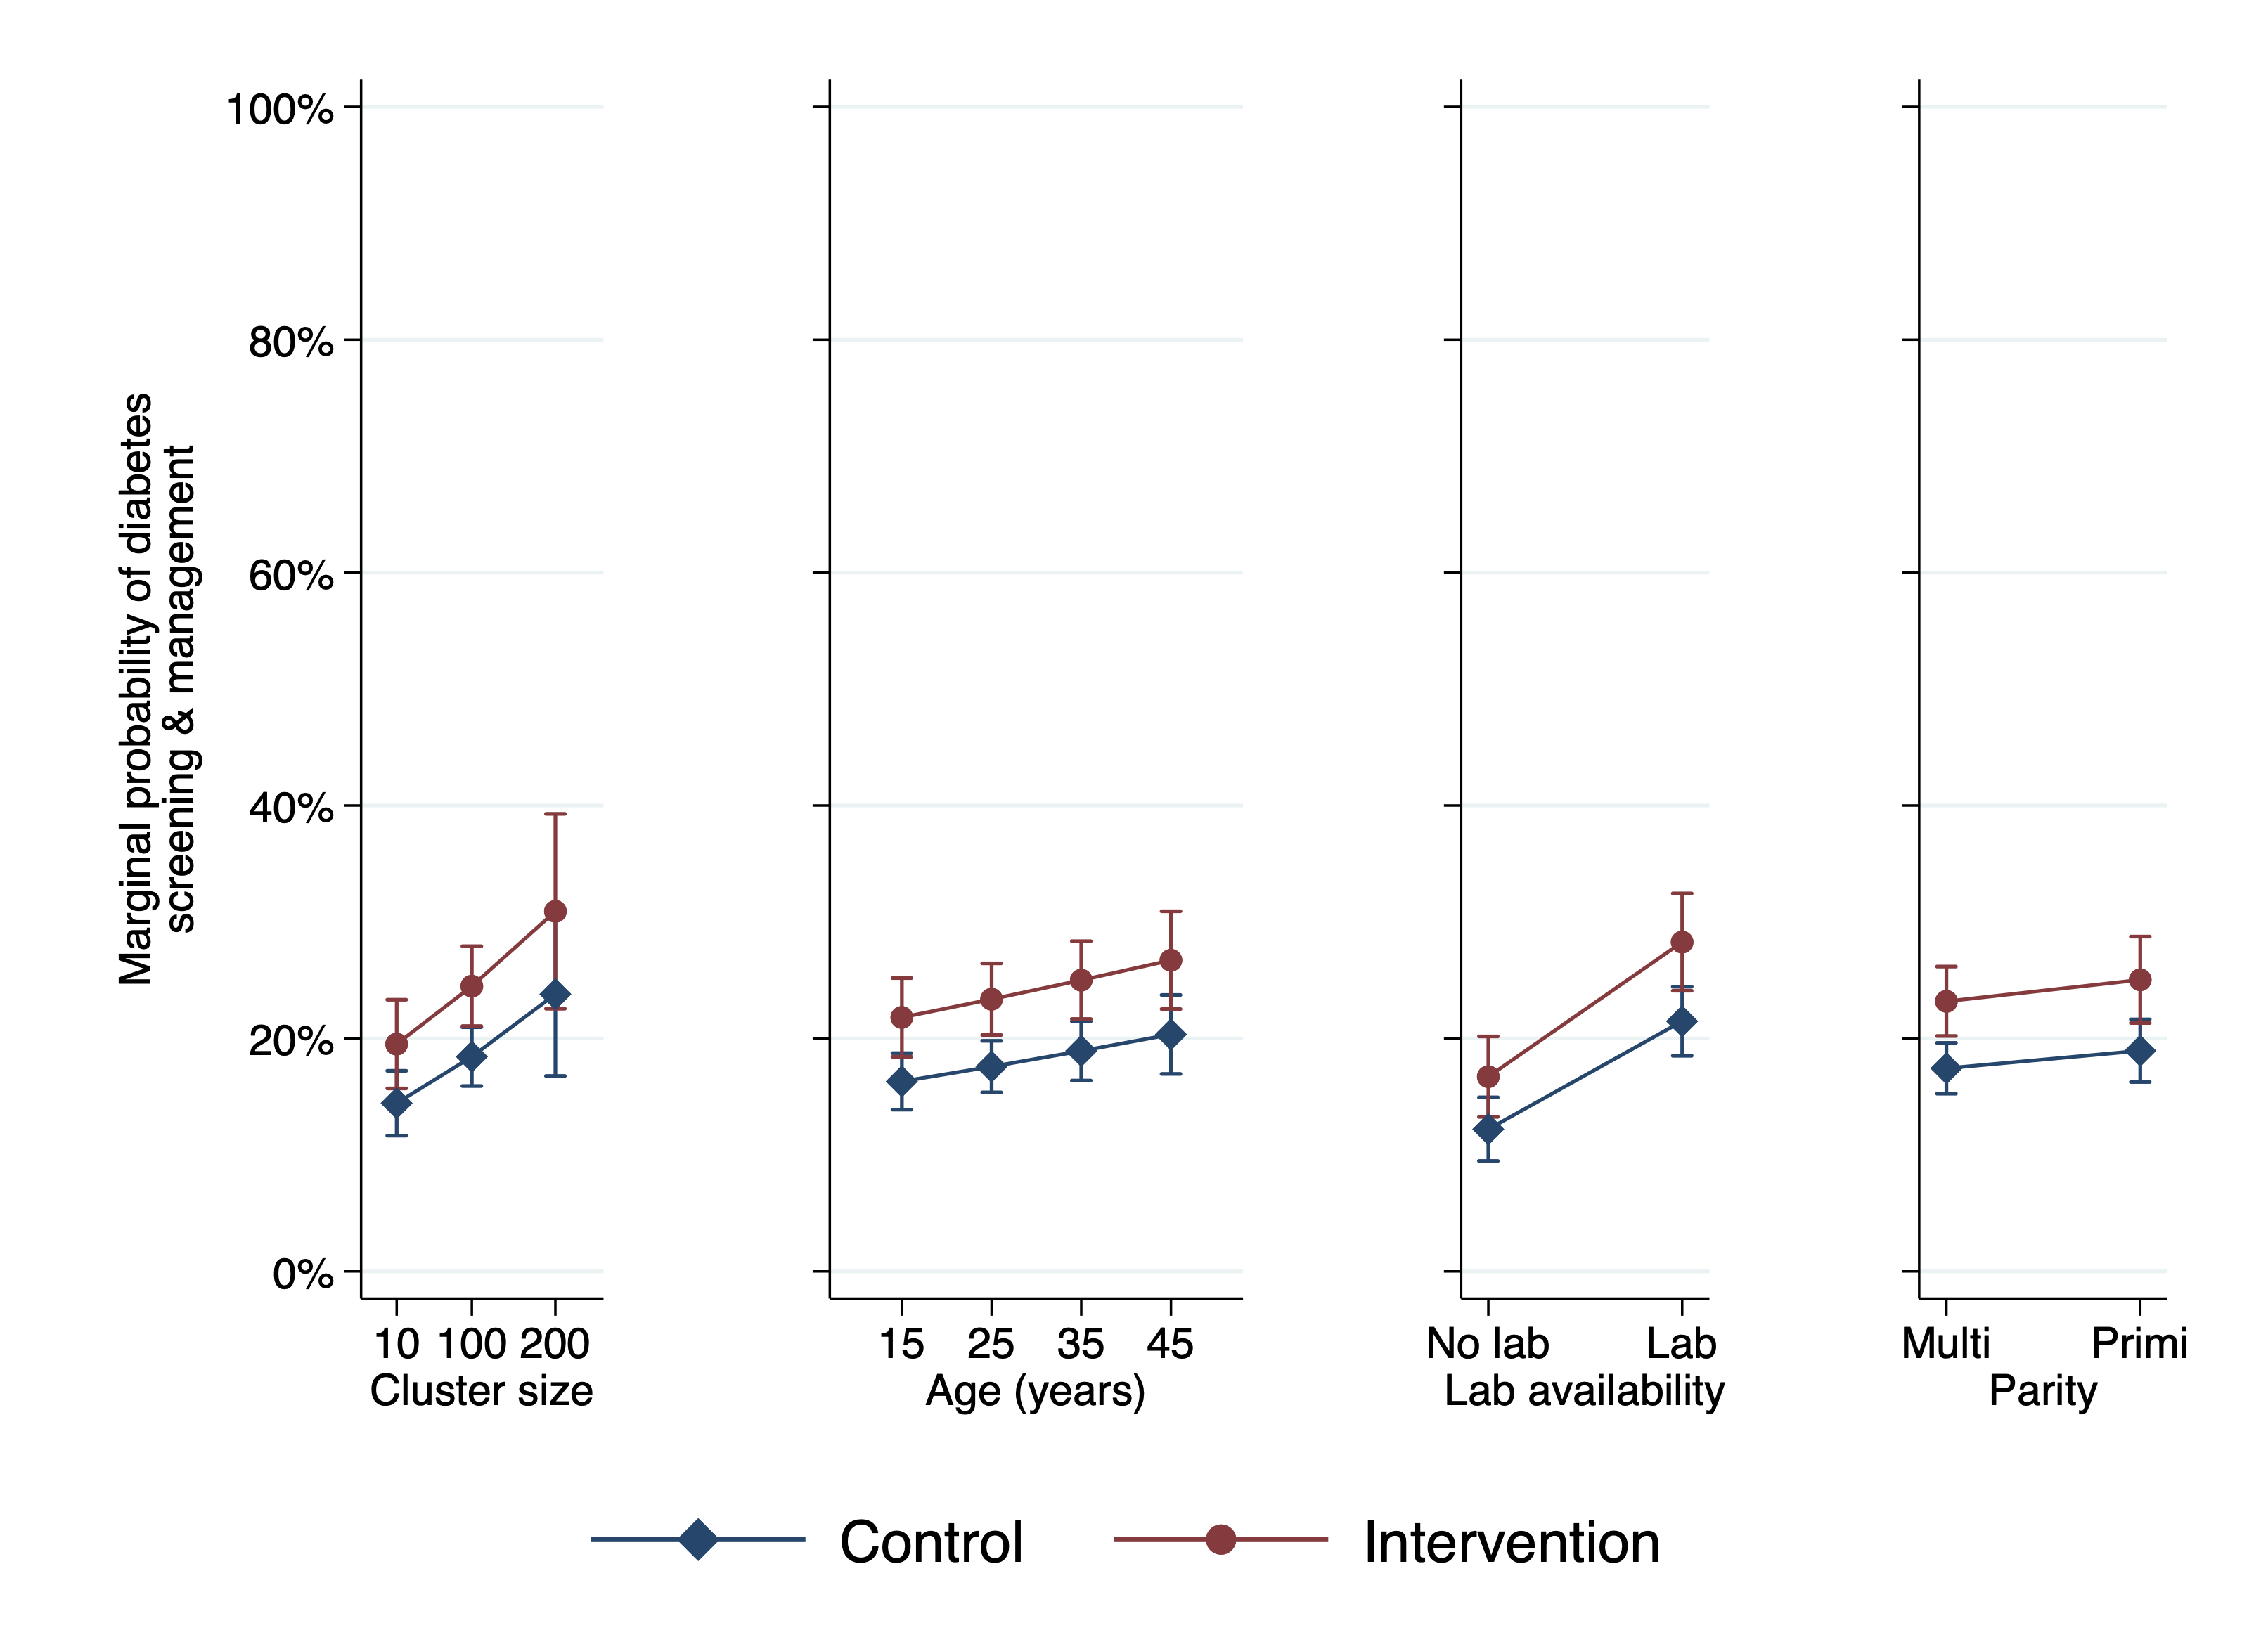 Marginal probability of diabetes
screening & management
100%
80%
60%
40%
20%
0%
10 100 200
Cluster size
15 25 35 45
Age (years)
No lab Lab
Lab availability
Multi Primi
Parity
Control Intervention